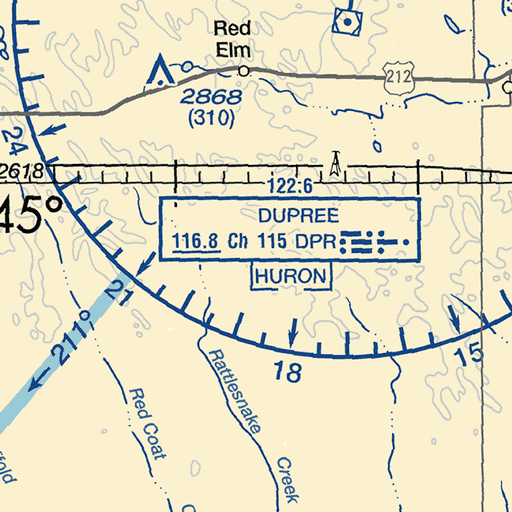 Red
Elm
212
2868
(310)
24
2618
122.6
45°
DUPREE
116.8 Ch 115 DPR
HURON
21
211°
18
15
Rattlesnake
Creek
Red Coat